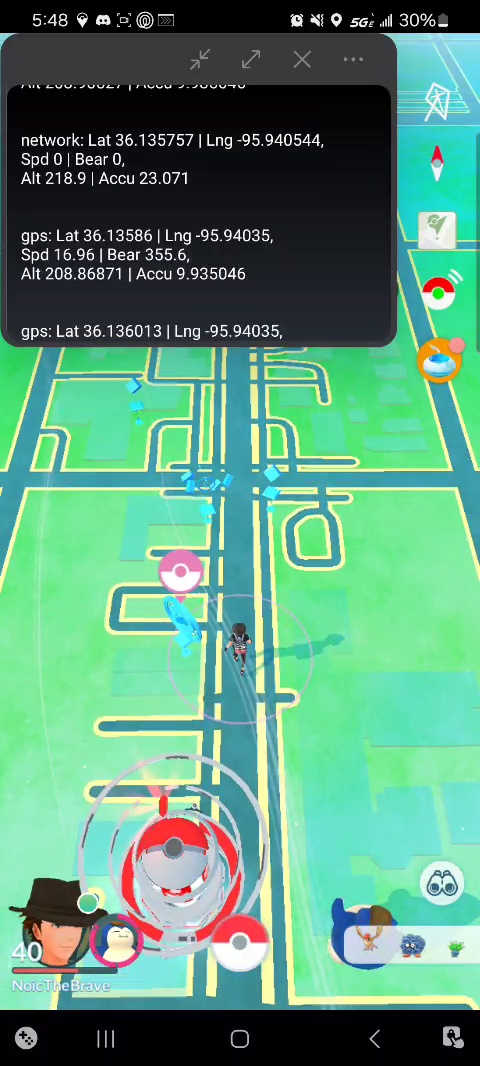 5:48
5G E
30%
network: Lat 36.135757 | Lng -95.940544,
Spd 0 | Bear 0,
Alt 218.9 | Accu 23.071
gps: Lat 36.13586 | Lng -95.94035,
Spd 16.96 | Bear 355.6,
Alt 208.86871 | Accu 9.935046
gps: Lat 36.136013 | Lng -95.94035,
40
NoicTheBrave